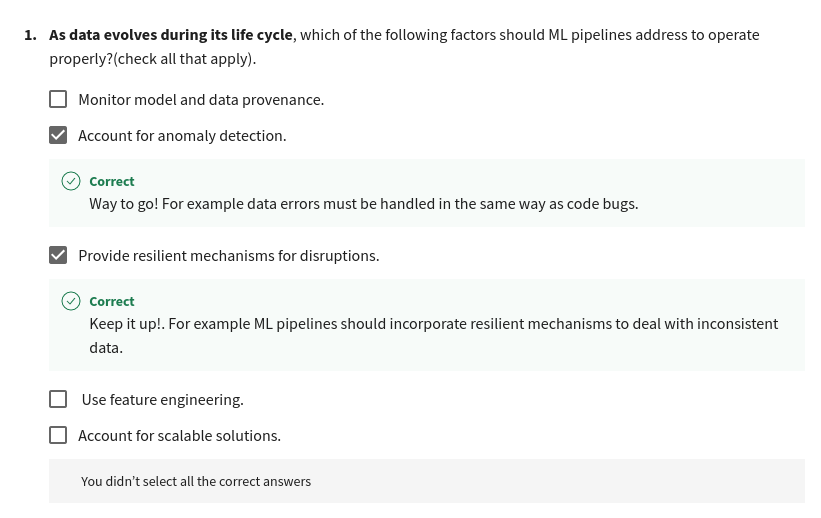 1. As data evolves during its life cycle, which of the following factors should ML pipelines address to operate
properly?(check all that apply).
Monitor model and data provenance.
Account for anomaly detection.
Correct
Way to go! For example data errors must be handled in the same way as code bugs.
Provide resilient mechanisms for disruptions.
Correct
Keep it up!. For example ML pipelines should incorporate resilient mechanisms to deal with inconsistent
data.
Use feature engineering.
Account for scalable solutions.
You didn’t select all the correct answers